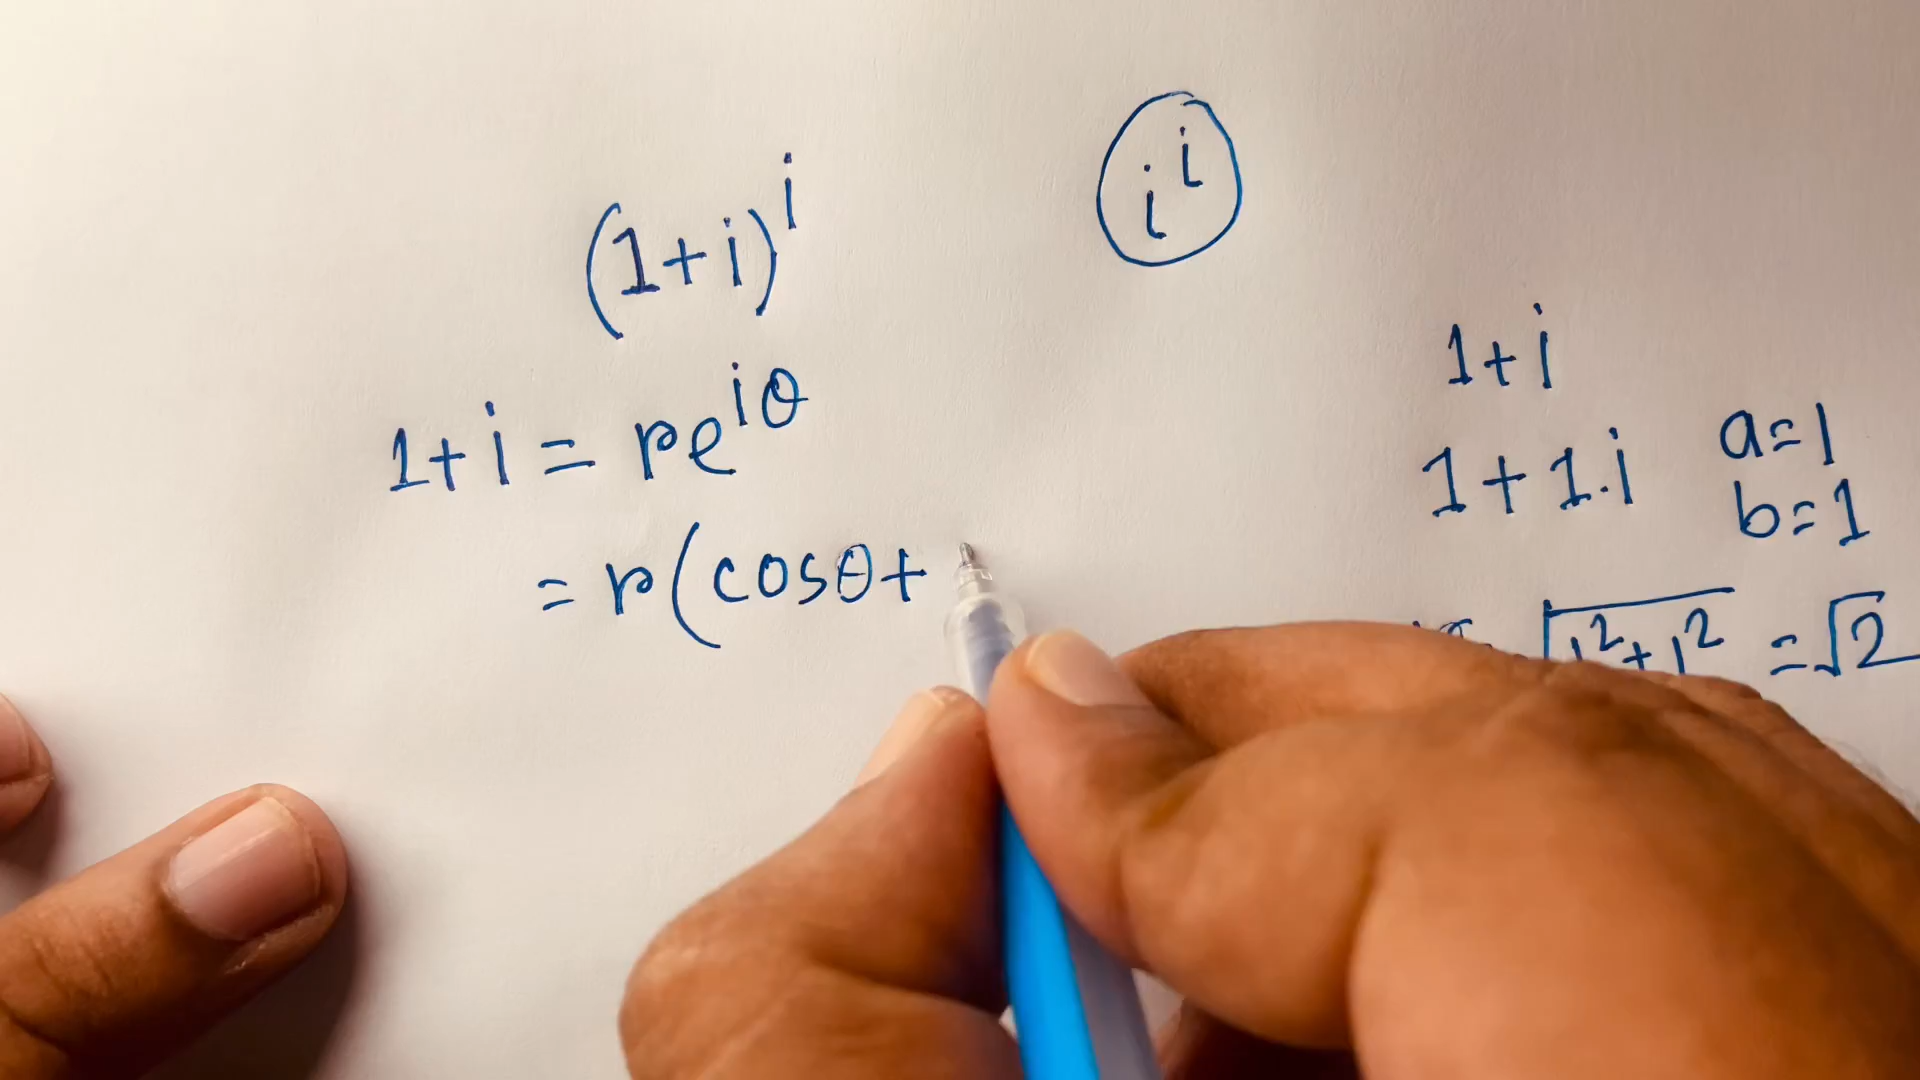 (1+i)^i
i^i
1+i = re^iθ
= r(cosθ+
1+i
1+1.i
a=1
b=1
√1²+1² = √2